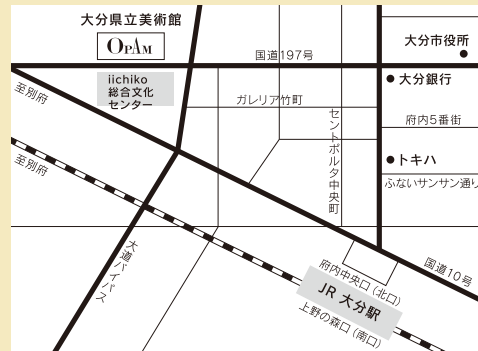 大分県立美術館
OPAM
大分市役所
国道197号
大分銀行
iichiko
総合文化
センター
至別府
ガレリア竹町
セントポルタ中央町
府内5番街
トキハ
ふないサンサン通り
至別府
大道バイパス
府内中央口(北口)
国道10号
JR 大分駅
上野の森口(南口)